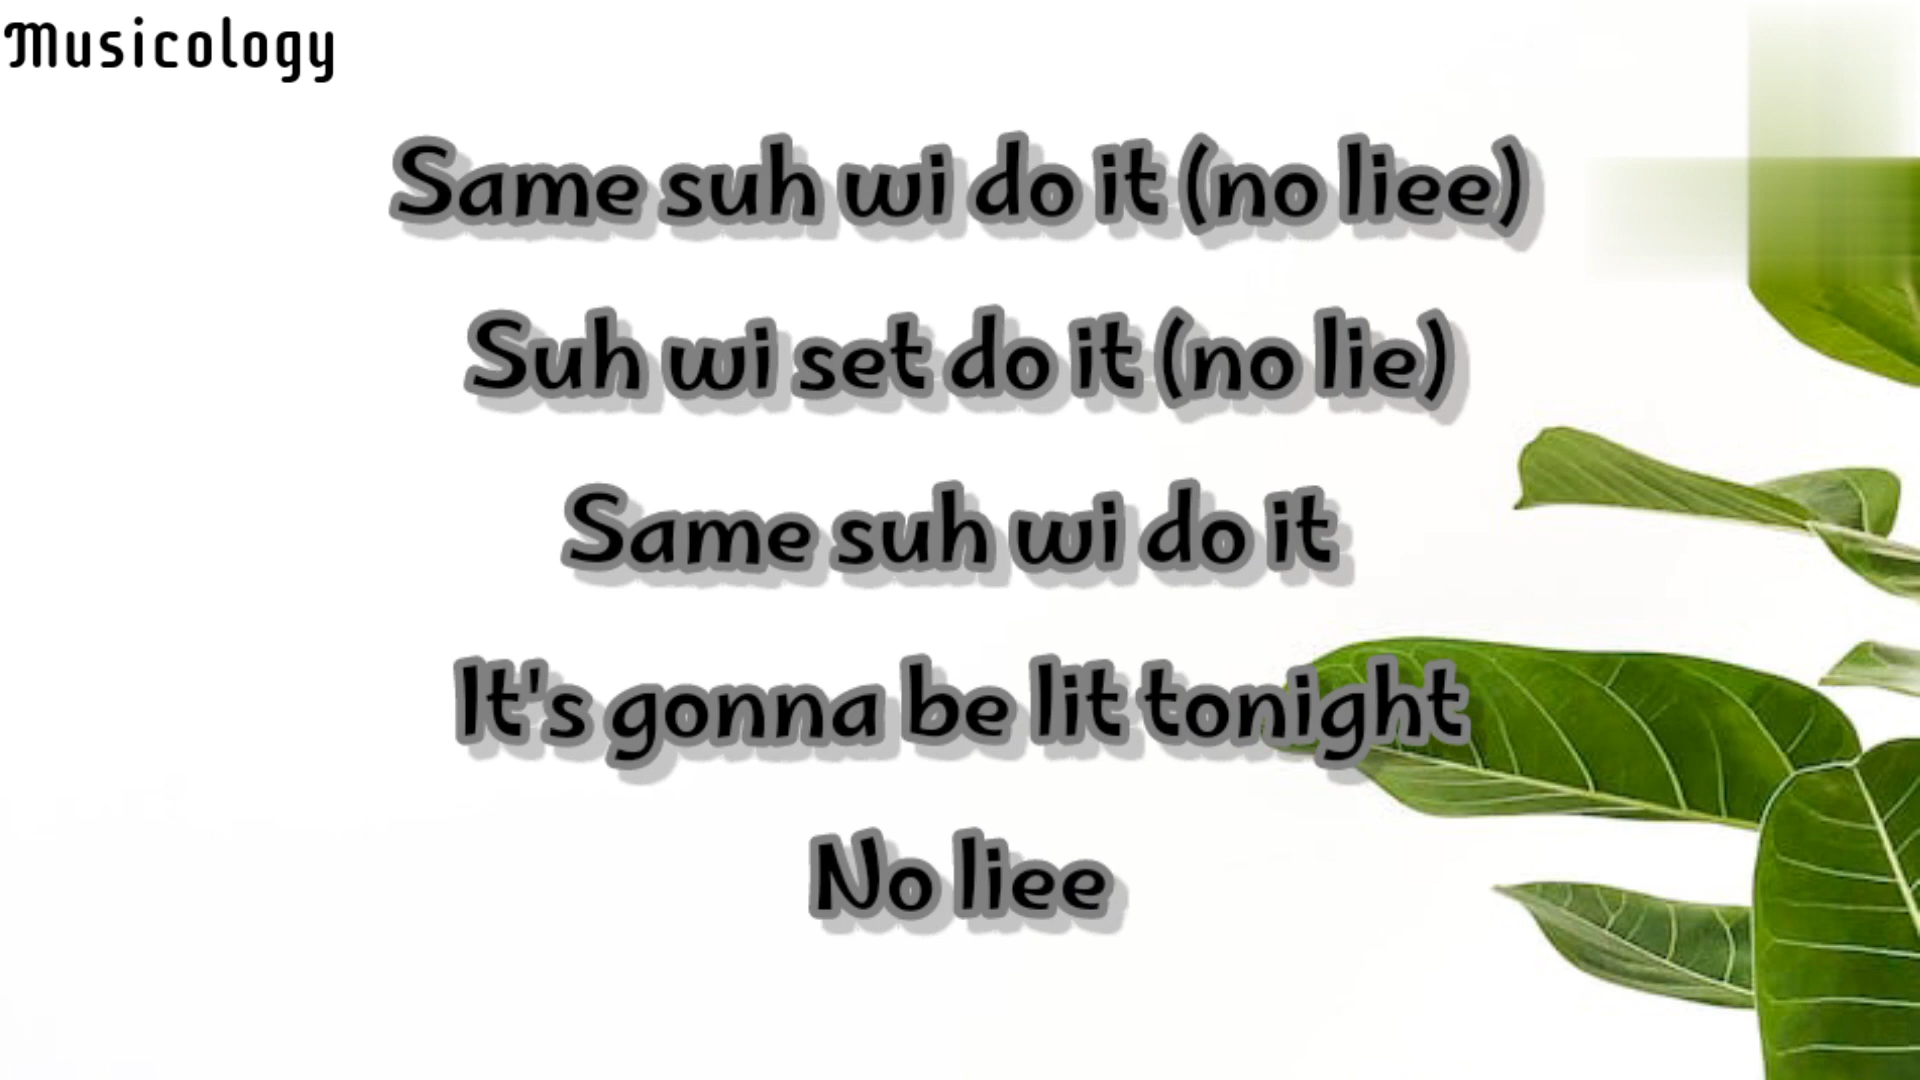 Musicology
Same suh wi do it (no liee)
Suh wi set do it (no lie)
Same suh wi do it
It's gonna be lit tonight
No liee